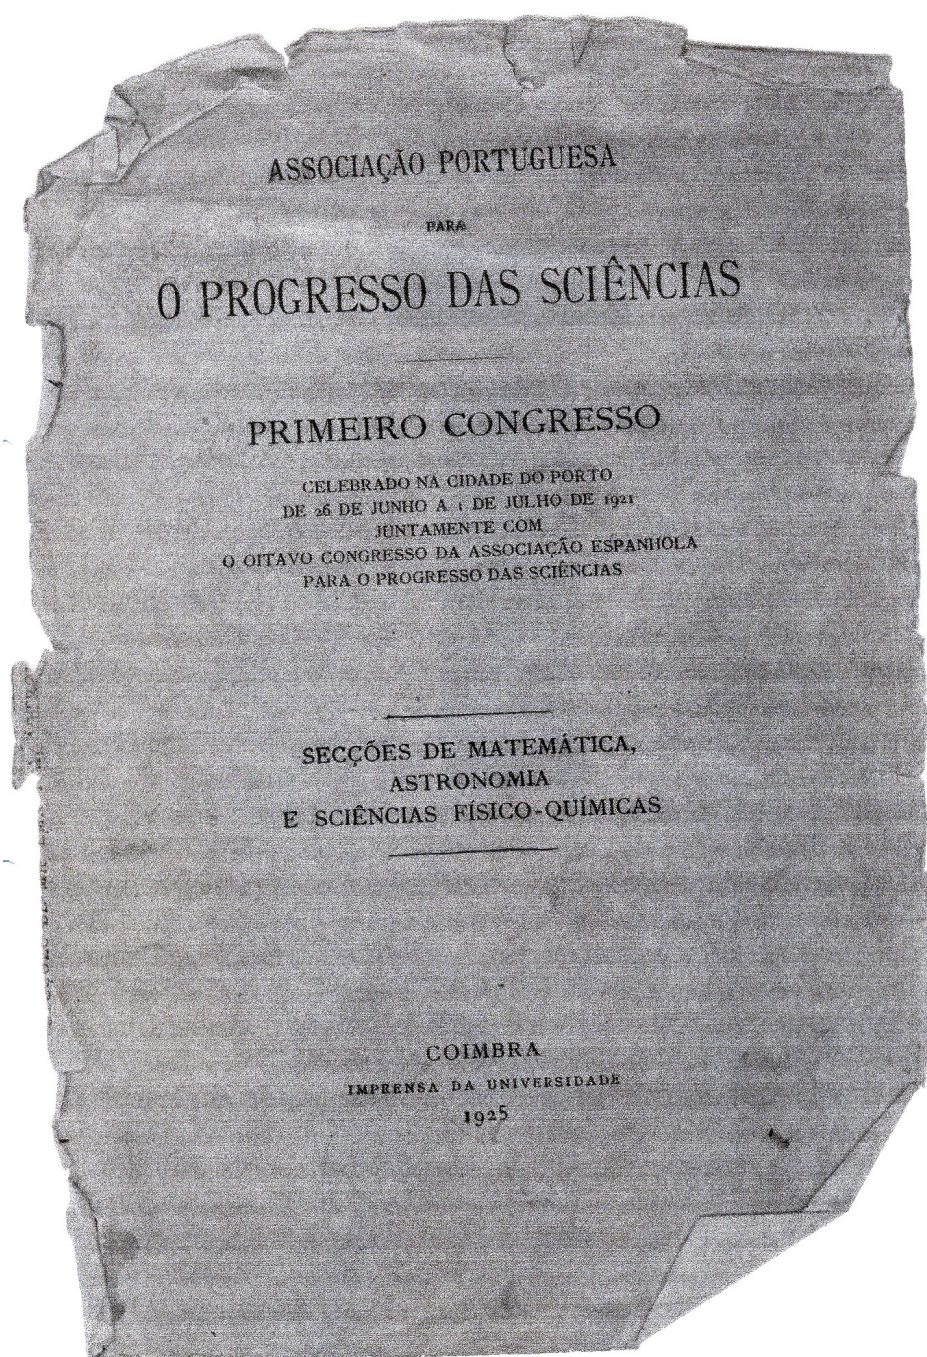 ASSOCIAÇÃO PORTUGUESA
PARA
O PROGRESSO DAS SCIÊNCIAS
PRIMEIRO CONGRESSO
CELEBRADO NA CIDADE DO PORTO
DE 26 DE JUNHO A 1 DE JULHO DE 1921
JUNTAMENTE COM
O OITAVO CONGRESSO DA ASSOCIAÇÃO ESPANHOLA
PARA O PROGRESSO DAS SCIÊNCIAS
SECÇÕES DE MATEMÁTICA,
ASTRONOMIA
E SCIÊNCIAS FÍSICO-QUÍMICAS
COIMBRA
IMPRENSA DA UNIVERSIDADE
1925